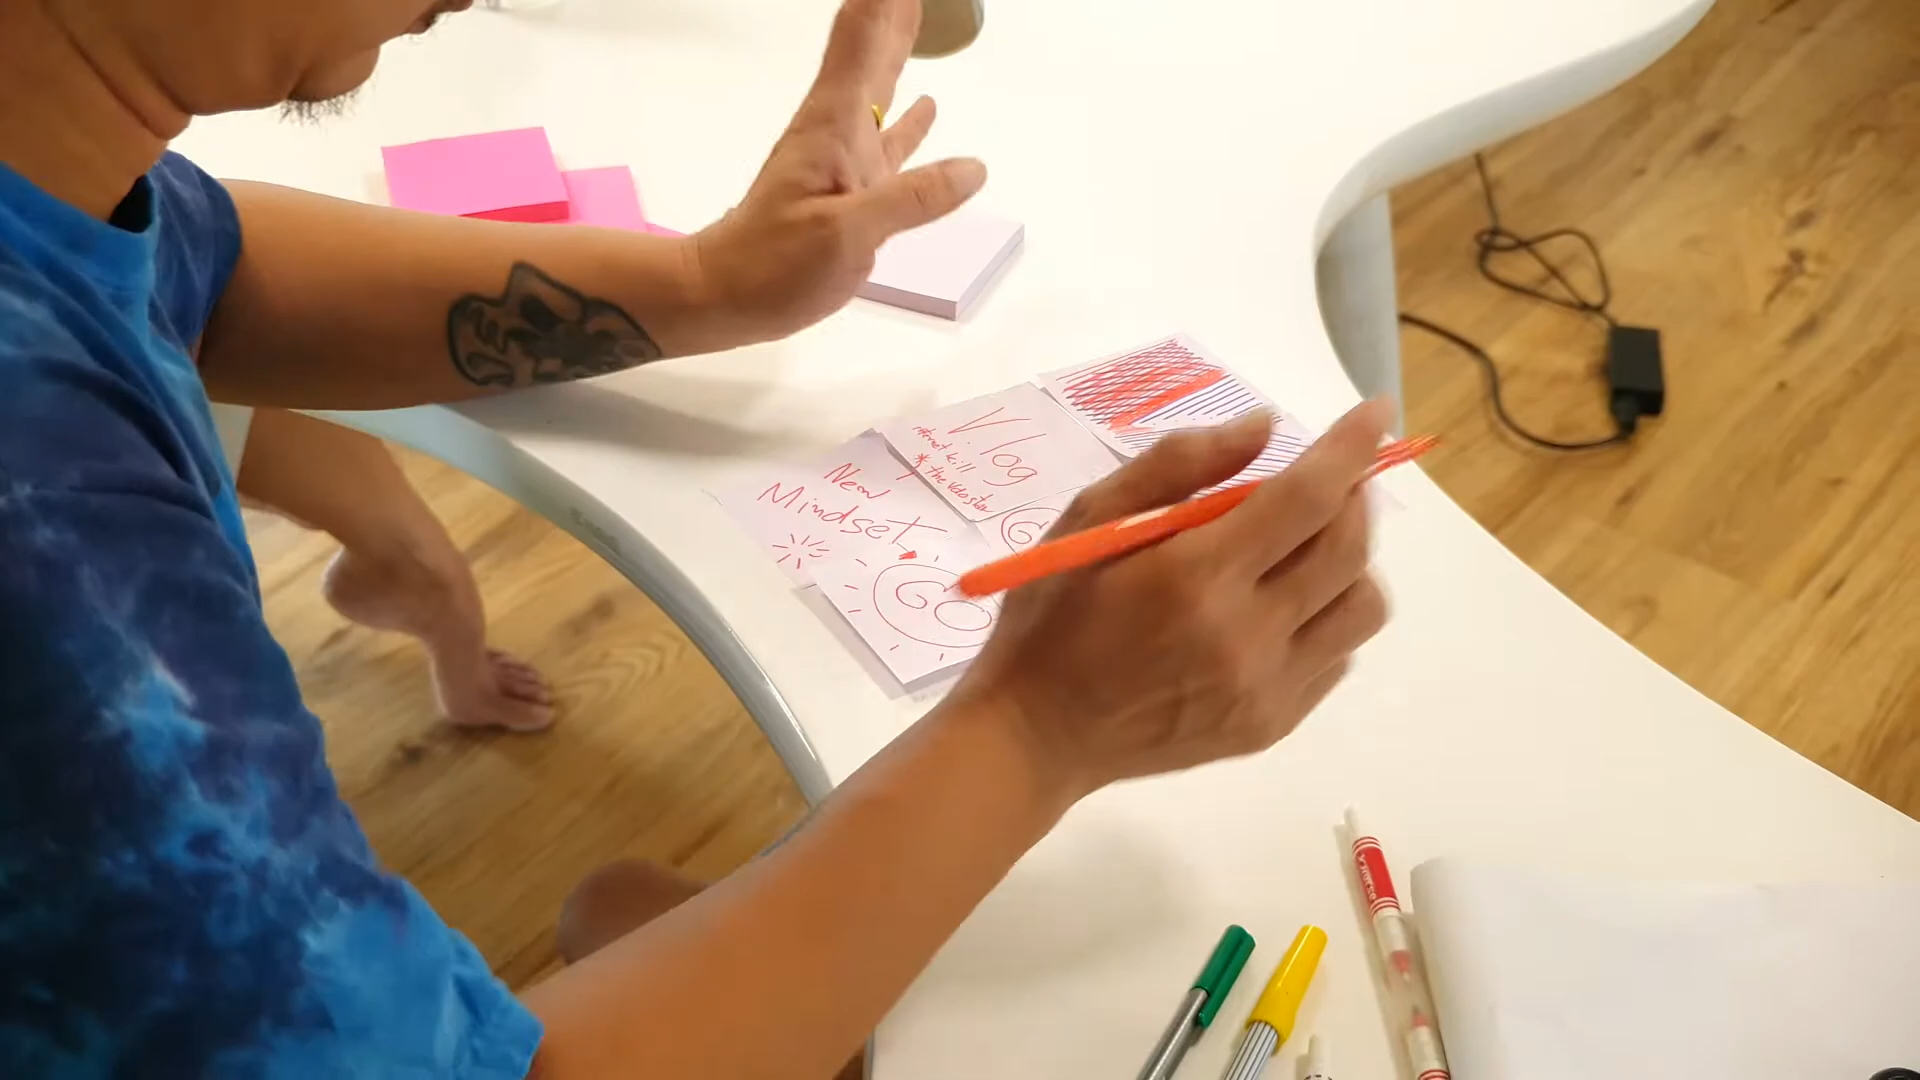 Vlog
internet kill
* the video star
New
Mindset
GO
G